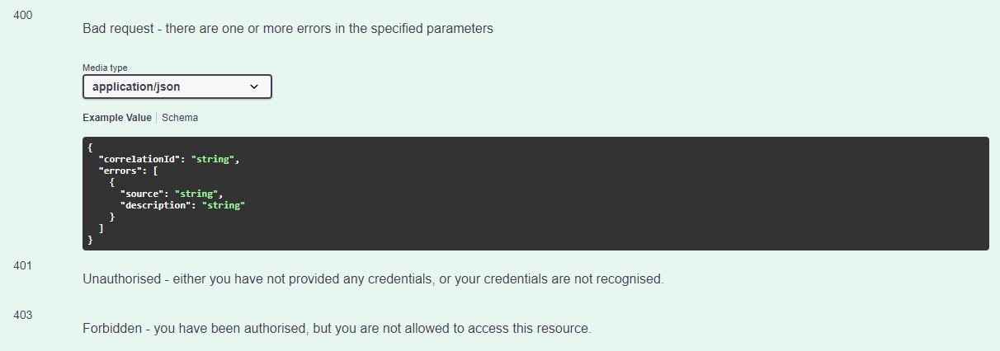 400
Bad request - there are one or more errors in the specified parameters
Media type
application/json
Example Value | Schema
{
  "correlationId": "string",
  "errors": [
    {
      "source": "string",
      "description": "string"
    }
  ]
}
401
Unauthorised - either you have not provided any credentials, or your credentials are not recognised.
403
Forbidden - you have been authorised, but you are not allowed to access this resource.